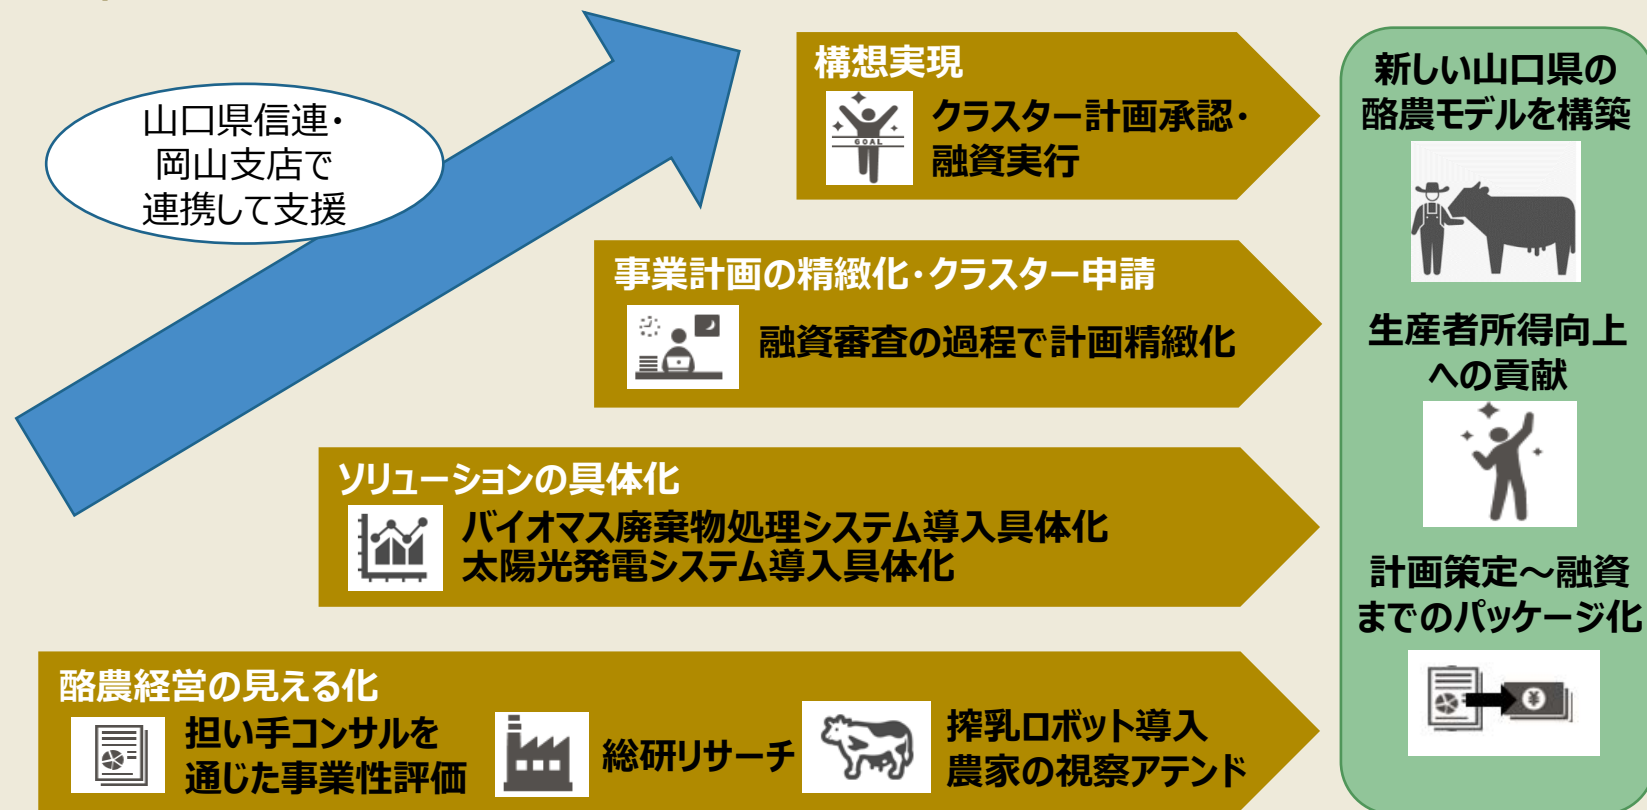 山口県信連・
岡山支店で
連携して支援
構想実現
GOAL
クラスター計画承認・
融資実行
事業計画の精緻化・クラスター申請
融資審査の過程で計画精緻化
ソリューションの具体化
バイオマス廃棄物処理システム導入具体化
太陽光発電システム導入具体化
酪農経営の見える化
担い手コンサルを
通じた事業性評価
総研リサーチ
搾乳ロボット導入
農家の視察アテンド
新しい山口県の
酪農モデルを構築
生産者所得向上
への貢献
計画策定～融資
までのパッケージ化
¥